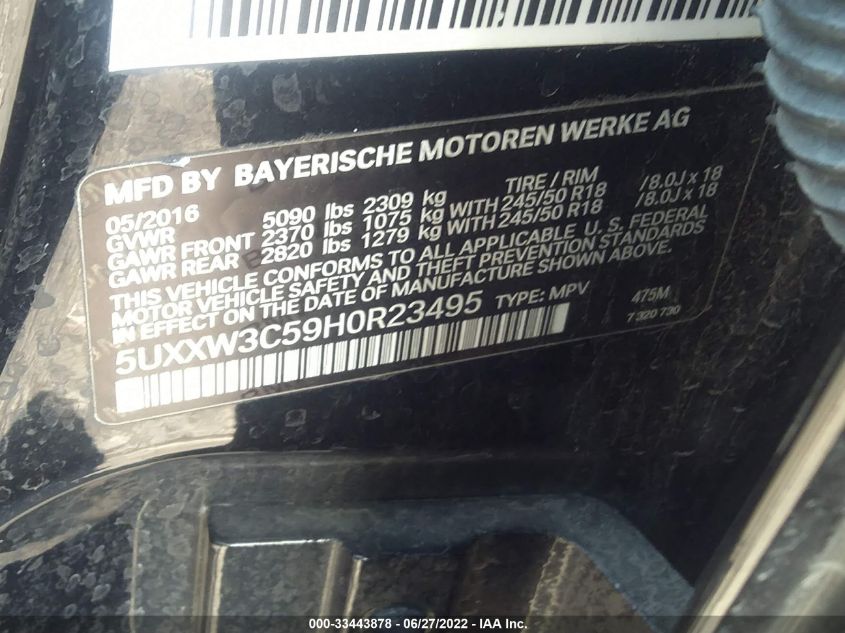 MFD BY BAYERISCHE MOTOREN WERKE AG
05/2016 5090 lbs 2309 kg TIRE / RIM
GVWR
GAWR FRONT 2370 lbs 1075 kg WITH 245/50 R18 /8.0J x 18
GAWR REAR 2820 lbs 1279 kg WITH 245/50 R18 /8.0J x 18
THIS VEHICLE CONFORMS TO ALL APPLICABLE U. S. FEDERAL
MOTOR VEHICLE SAFETY AND THEFT PREVENTION STANDARDS
IN EFFECT ON THE DATE OF MANUFACTURE SHOWN ABOVE.
5UXXW3C59H0R23495 TYPE: MPV 475M
7 320 730
000-33443878 | 06/27/2022 - IAA Inc.